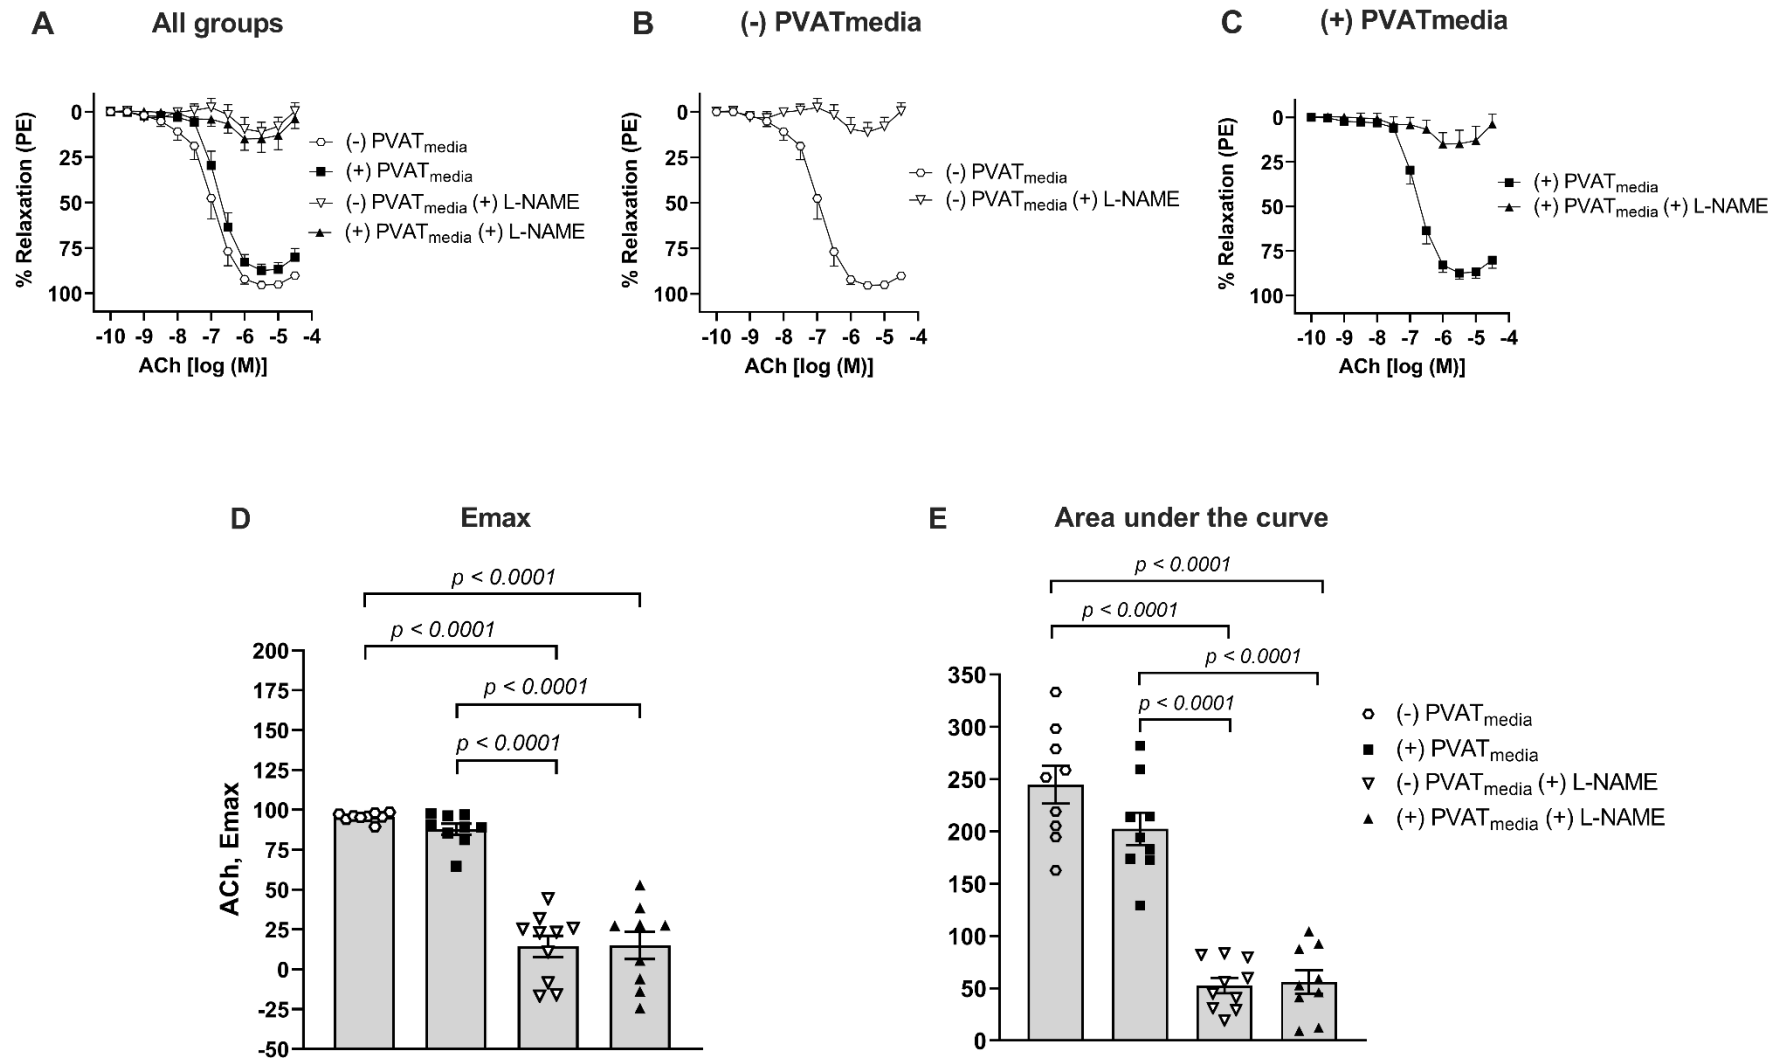 A All groups
0
25
50
75
100
% Relaxation (PE)
-10 -9 -8 -7 -6 -5 -4
ACh [log (M)]
(-) PVATmedia
(+) PVATmedia
(-) PVATmedia (+) L-NAME
(+) PVATmedia (+) L-NAME
B (-) PVATmedia
0
25
50
75
100
% Relaxation (PE)
-10 -9 -8 -7 -6 -5 -4
ACh [log (M)]
(-) PVATmedia
(-) PVATmedia (+) L-NAME
C (+) PVATmedia
0
25
50
75
100
% Relaxation (PE)
-10 -9 -8 -7 -6 -5 -4
ACh [log (M)]
(+) PVATmedia
(+) PVATmedia (+) L-NAME
D Emax
p < 0.0001
p < 0.0001
p < 0.0001
p < 0.0001
200
175
150
125
100
75
50
25
0
-25
-50
ACh, Emax
E Area under the curve
p < 0.0001
p < 0.0001
p < 0.0001
p < 0.0001
350
300
250
200
150
100
50
0
(-) PVATmedia
(+) PVATmedia
(-) PVATmedia (+) L-NAME
(+) PVATmedia (+) L-NAME